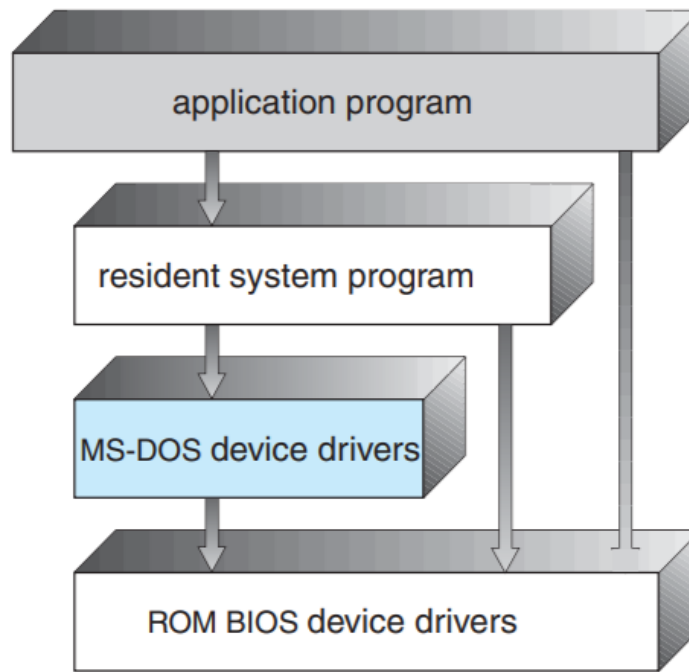 application program
resident system program
MS-DOS device drivers
ROM BIOS device drivers